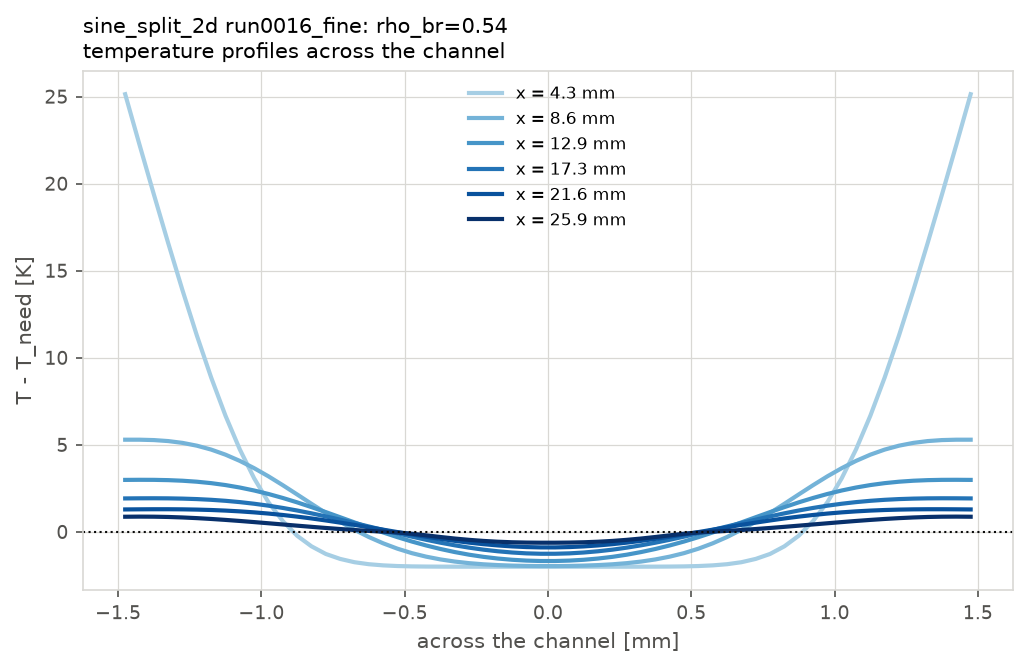 sine_split_2d run0016_fine: rho_br=0.54
temperature profiles across the channel
x = 4.3 mm
x = 8.6 mm
x = 12.9 mm
x = 17.3 mm
x = 21.6 mm
x = 25.9 mm
T - T_need [K]
25
20
15
10
5
0
−1.5 −1.0 −0.5 0.0 0.5 1.0 1.5
across the channel [mm]